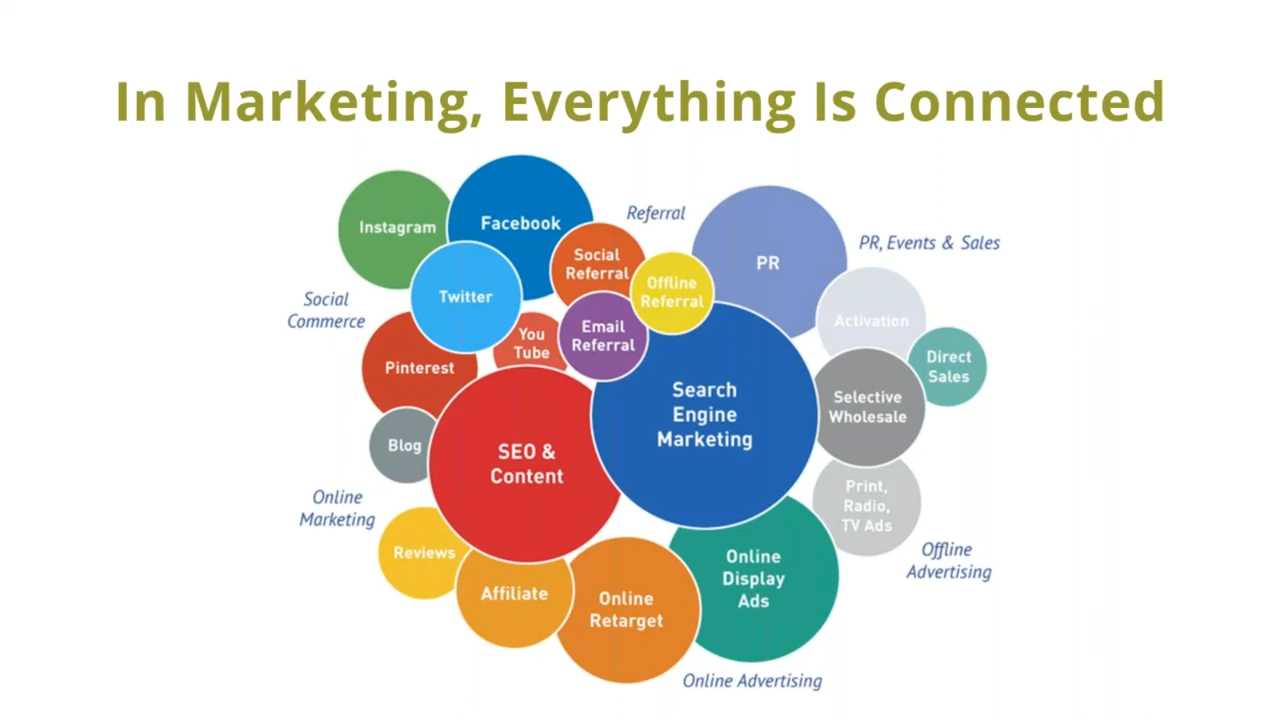 In Marketing, Everything Is Connected
Instagram
Facebook
Referral
PR
PR, Events & Sales
Social
Referral
Offline
Referral
Twitter
Social
Commerce
You
Tube
Email
Referral
Activation
Pinterest
Direct
Sales
Search
Engine
Marketing
Selective
Wholesale
Blog
SEO &
Content
Online
Marketing
Print,
Radio,
TV Ads
Reviews
Offline
Advertising
Affiliate
Online
Retarget
Online
Display
Ads
Online Advertising